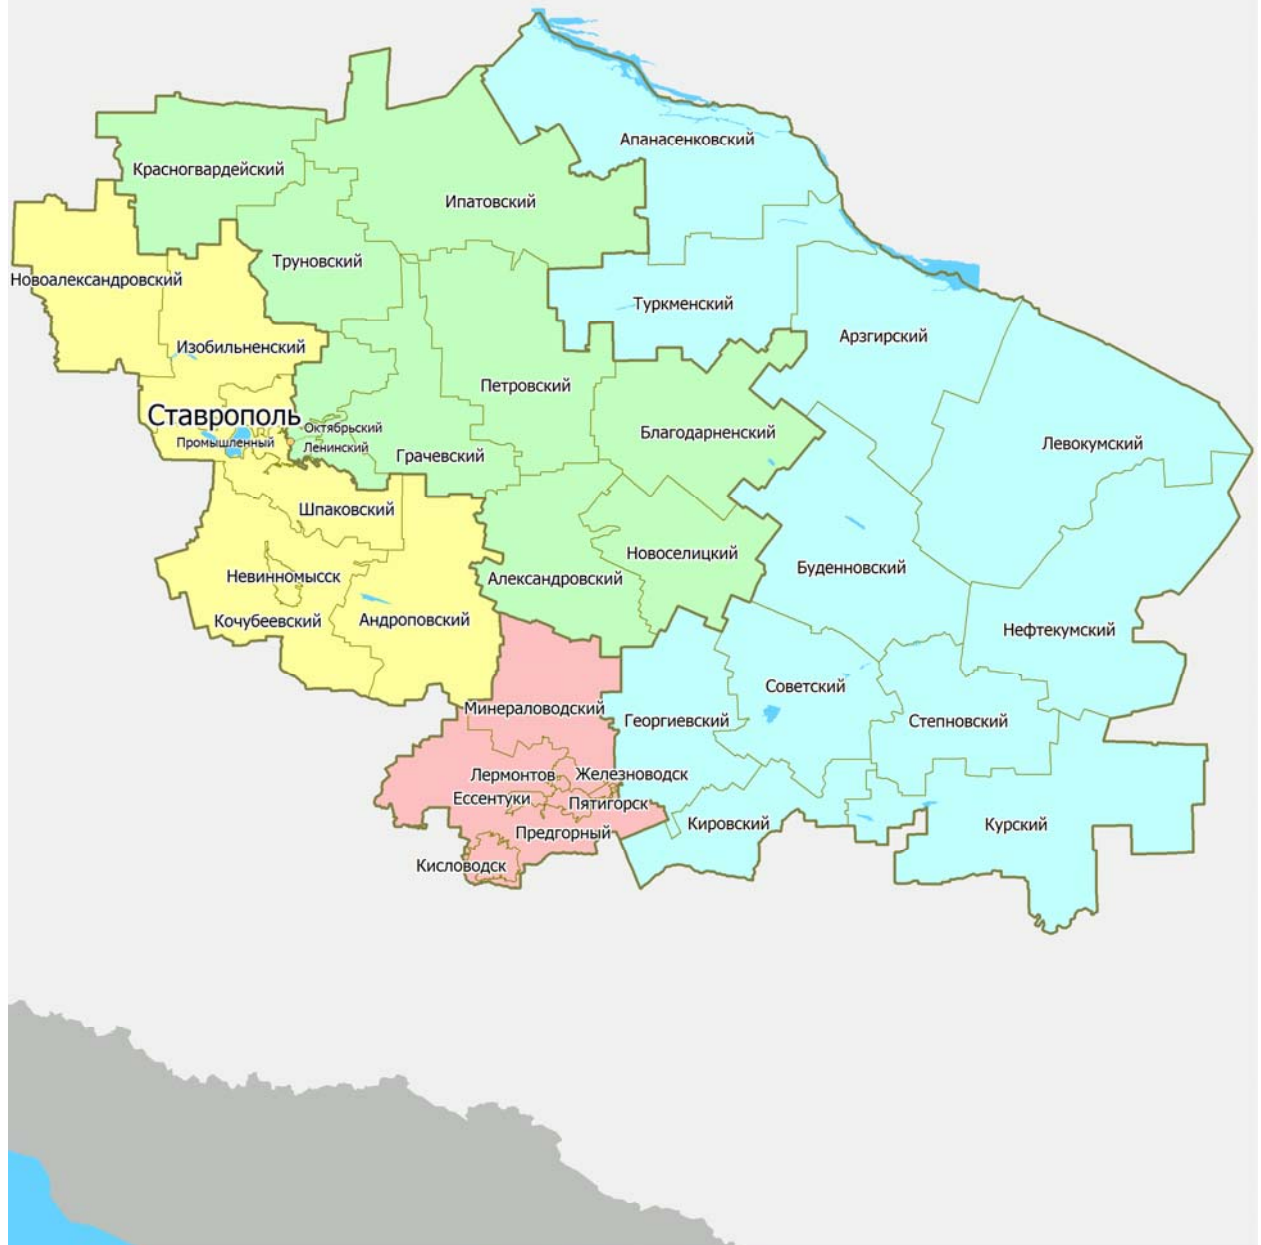 Апанасенковский
Красногвардейский
Ипатовский
Труновский
Новоалександровский
Туркменский
Арзгирский
Изобильненский
Петровский
Ставрополь
Октябрьский
Благодарненский
Промышленный
Ленинский
Левокумский
Грачевский
Шпаковский
Новоселицкий
Буденновский
Невинномысск
Александровский
Кочубеевский
Андроповский
Нефтекумский
Советский
Минераловодский
Георгиевский
Степновский
Лермонтов
Железноводск
Ессентуки
Пятигорск
Кировский
Курский
Предгорный
Кисловодск